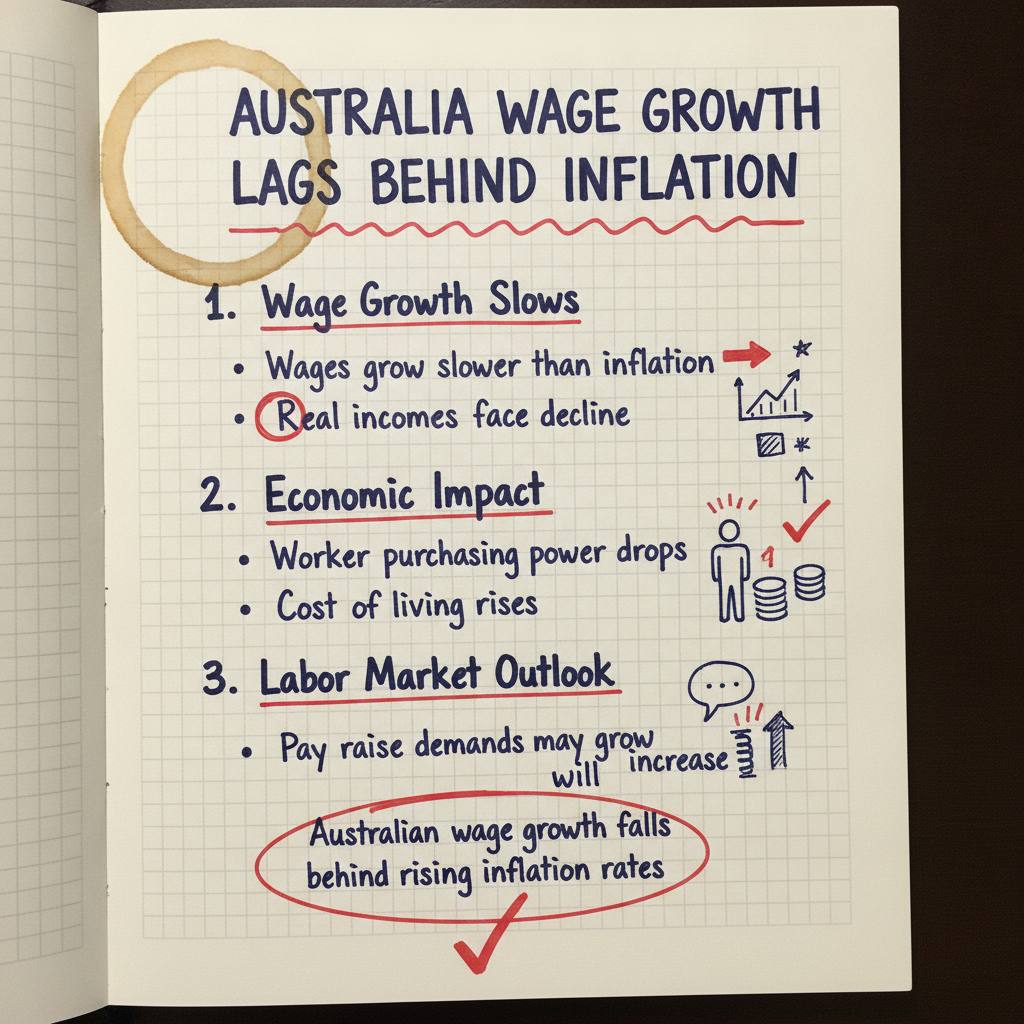 AUSTRALIA WAGE GROWTH
LAGS BEHIND INFLATION
1. Wage Growth Slows
• Wages grow slower than inflation
• Real incomes face decline
2. Economic Impact
• Worker purchasing power drops
• Cost of living rises
3. Labor Market Outlook
• Pay raise demands may grow
will increase
Australian wage growth falls
behind rising inflation rates